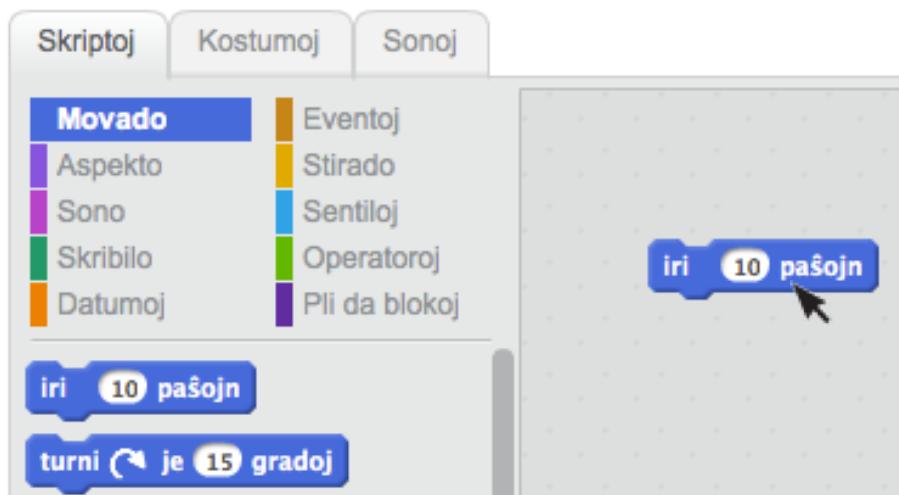 Skriptoj Kostumoj Sonoj
Movado Eventoj
Aspekto Stirado
Sono Sentiloj
Skribilo Operatoroj
Datumoj Pli da blokoj
iri 10 paŝojn
iri 10 paŝojn
turni je 15 gradoj